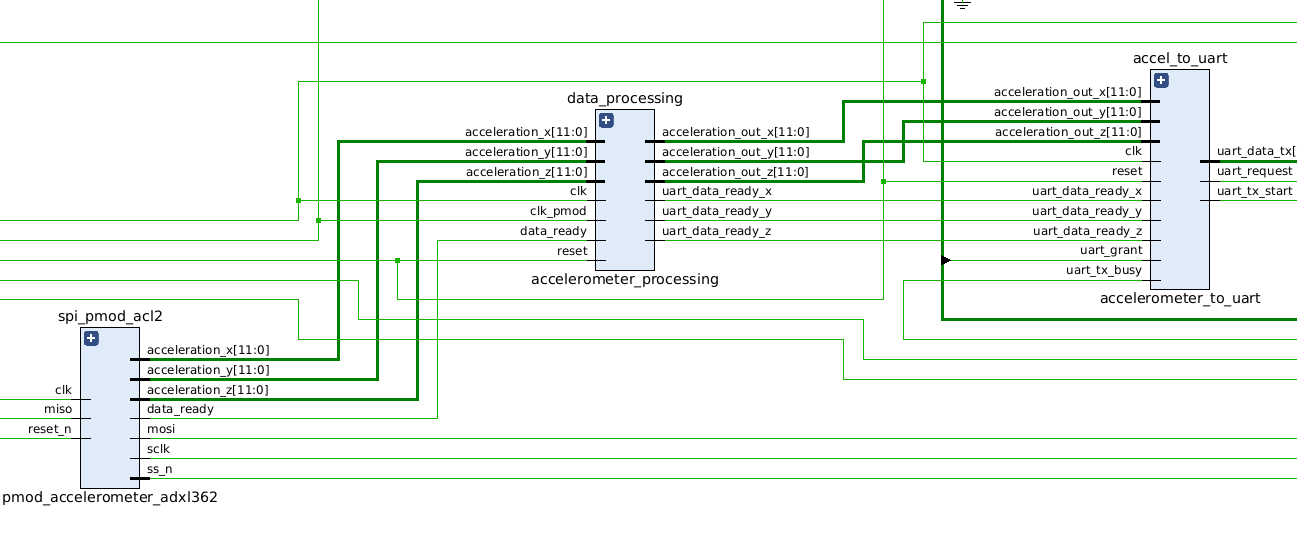 accel_to_uart
acceleration_out_x[11:0]
acceleration_out_y[11:0]
acceleration_out_z[11:0]
clk
reset
uart_data_ready_x
uart_data_ready_y
uart_data_ready_z
uart_grant
uart_tx_busy
uart_data_tx[
uart_request
uart_tx_start
accelerometer_to_uart
data_processing
acceleration_x[11:0]
acceleration_y[11:0]
acceleration_z[11:0]
clk
clk_pmod
data_ready
reset
acceleration_out_x[11:0]
acceleration_out_y[11:0]
acceleration_out_z[11:0]
uart_data_ready_x
uart_data_ready_y
uart_data_ready_z
accelerometer_processing
spi_pmod_acl2
clk
miso
reset_n
acceleration_x[11:0]
acceleration_y[11:0]
acceleration_z[11:0]
data_ready
mosi
sclk
ss_n
pmod_accelerometer_adxl362